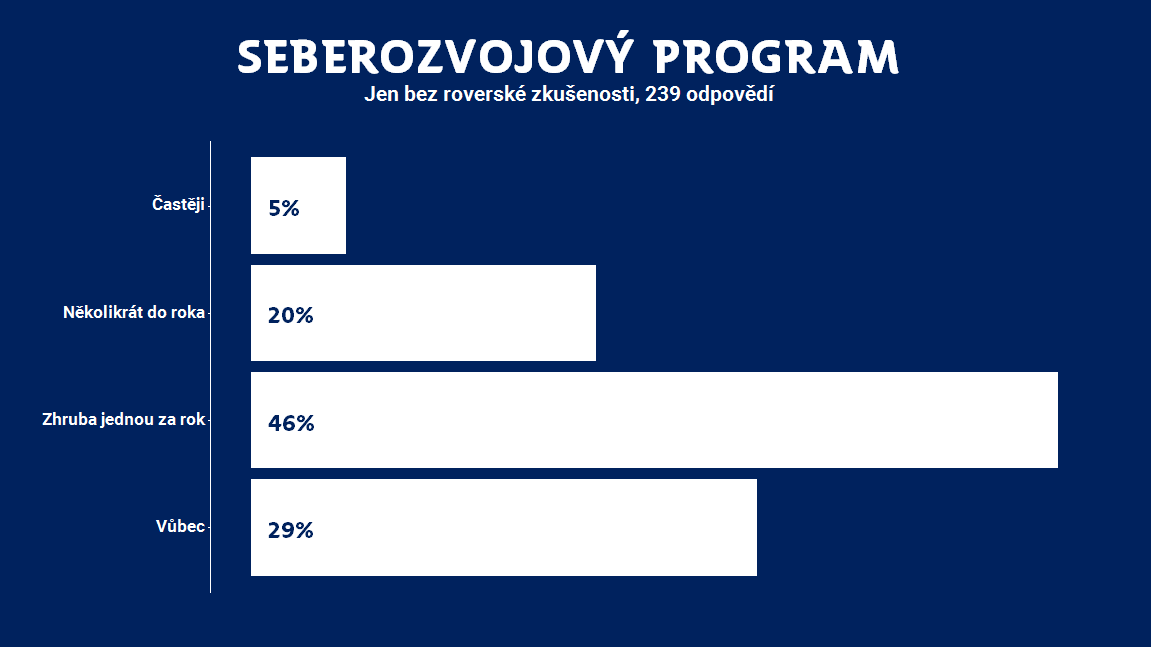 SEBEROZVOJOVÝ PROGRAM
Jen bez roverské zkušenosti, 239 odpovědí
Častěji
5%
Několikrát do roka
20%
Zhruba jednou za rok
46%
Vůbec
29%